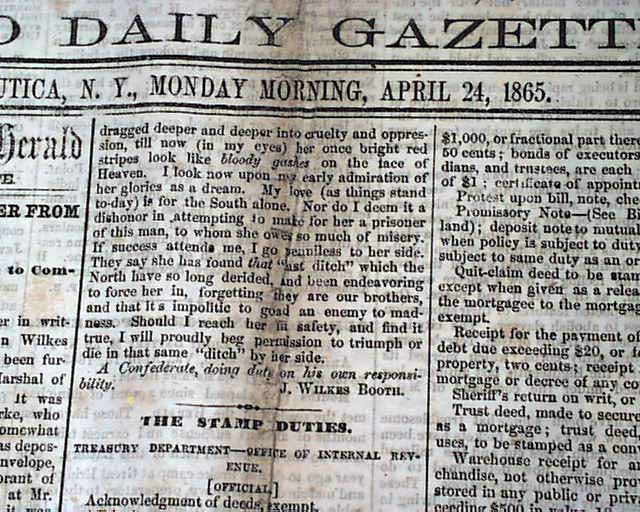 O DAILY GAZETT
UTICA, N. Y., MONDAY MORNING, APRIL 24, 1865.
Herald
E.
ER FROM
to Com-
er in writ-
n Wilkes
been fur-
Marshal of
It was
rke, who
omewhat
as depos-
nvelope,
orant of
at Mr.
it was
dragged deeper and deeper into cruelty and oppres-
sion, till now (in my eyes) her once bright red
stripes look like bloody gashes on the face of
Heaven. I look now upon my early admiration of
her glories as a dream. My love (as things stand
to-day) is for the South alone. Nor do I deem it a
dishonor in attempting to make for her a prisoner
of this man, to whom she owes so much of misery.
If success attends me, I go penniless to her side.
They say she has found that "last ditch" which the
North have so long derided, and been endeavoring
to force her in, forgetting they are our brothers,
and that it's impolitic to goad an enemy to mad-
ness. Should I reach her in safety, and find it
true, I will proudly beg permission to triumph or
die in that same "ditch" by her side.
A Confederate, doing duty on his own responsi-
bility. J. WILKES BOOTH.
THE STAMP DUTIES.
TREASURY DEPARTMENT—OFFICE OF INTERNAL REV-
ENUE.
[OFFICIAL]
Acknowledgment of deeds, exempt.
$1,000, or fractional part there
50 cents; bonds of executors
dians, and trustees, are each
of $1; certificate of appoin
Protest upon bill, note, che
Promissory Note—(See B
land); deposit note to mutual
when policy is subject to duty
subject to same duty as an or
Quit-claim deed to be stam
except when given as a relea
the mortgagee to the mortga
exempt.
Receipt for the payment of
debt due exceeding $20, or f
property, two cents; receipt
mortgage or decree of any co
Sheriff's return on writ, or
Trust deed, made to secure
as a mortgage; trust deed,
uses, to be stamped as a conv
Warehouse receipt for a
chandise, not otherwise pro
stored in any public or priv
ceeding $500 in value, 10